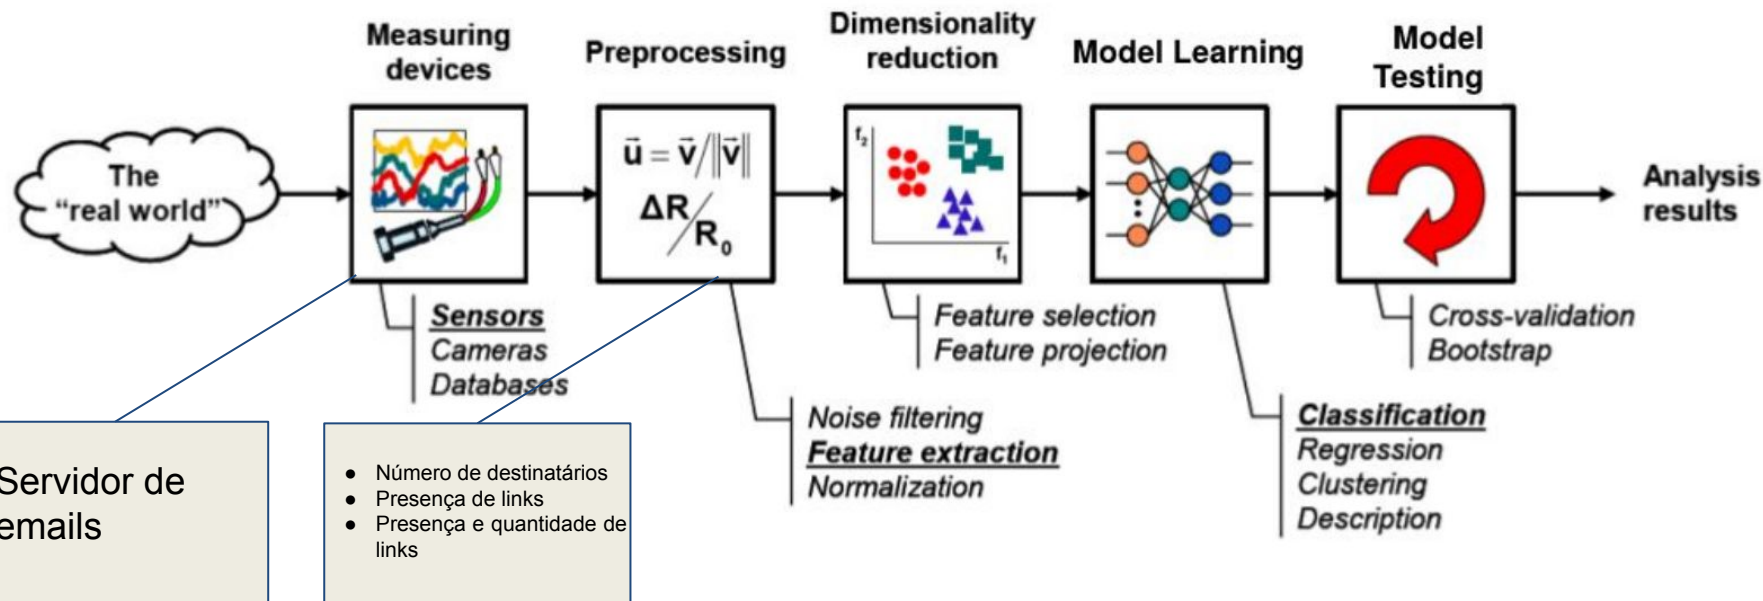 Measuring
devices
Preprocessing
Dimensionality
reduction
Model Learning
Model
Testing
The
"real world"
u⃗ = v⃗/‖v⃗‖
ΔR/R₀
f₂
f₁
Analysis
results
Sensors
Cameras
Databases
Noise filtering
Feature extraction
Normalization
Feature selection
Feature projection
Classification
Regression
Clustering
Description
Cross-validation
Bootstrap
Servidor de
emails
● Número de destinatários
● Presença de links
● Presença e quantidade de
links